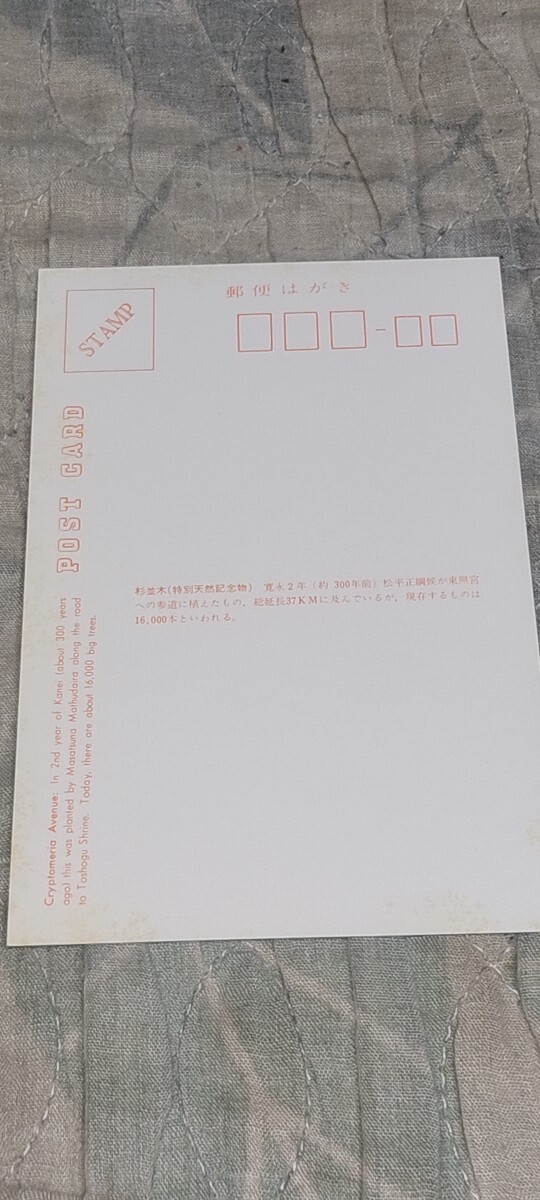 郵便はがき
STAMP
POST CARD
杉並木(特別天然記念物) 寛永2年(約300年前)松平正綱候が東照宮
への参道に植えたもの、総延長37KMに及んでいるが、現存するものは
16,000本といわれる。
Cryptomeria Avenue: In 2nd year of Kanei (about 300 years
ago) this was planted by Masatsuna Mathudaira along the road
to Toshogu Shrine. Today, there are about 16,000 big trees.